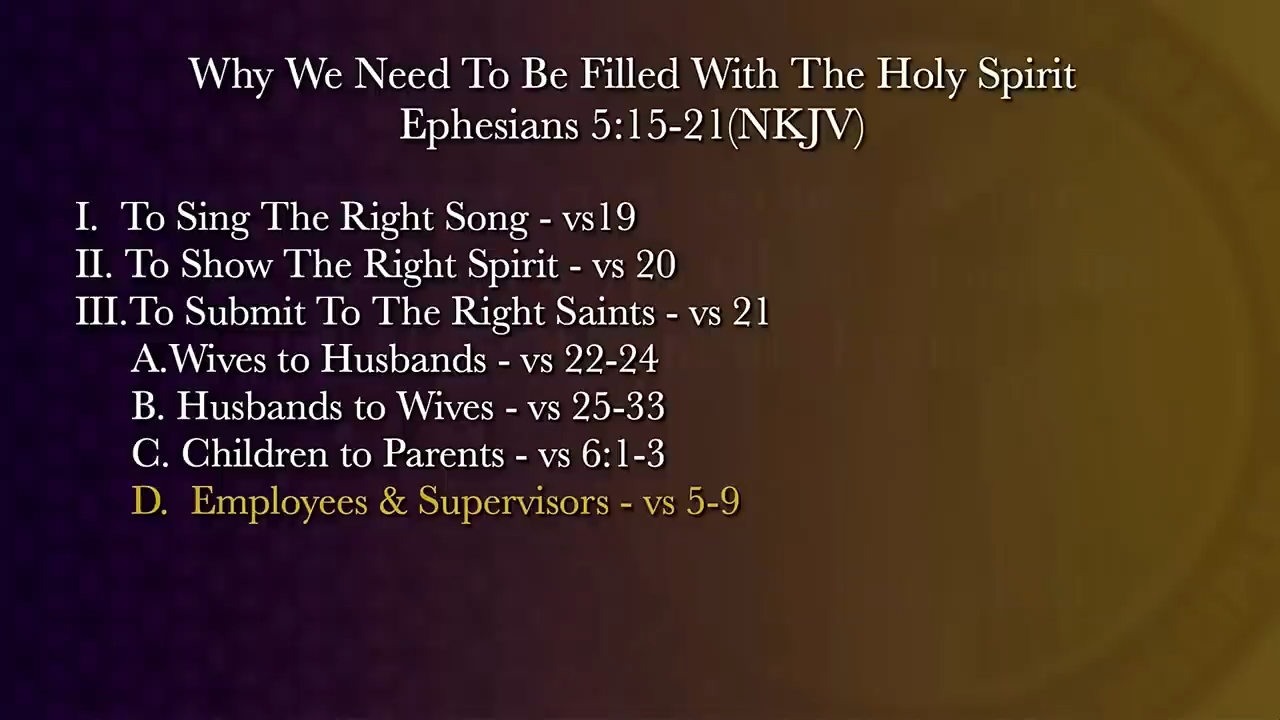 Why We Need To Be Filled With The Holy Spirit
Ephesians 5:15-21(NKJV)
I. To Sing The Right Song - vs19
II. To Show The Right Spirit - vs 20
III.To Submit To The Right Saints - vs 21
A.Wives to Husbands - vs 22-24
B. Husbands to Wives - vs 25-33
C. Children to Parents - vs 6:1-3
D. Employees & Supervisors - vs 5-9